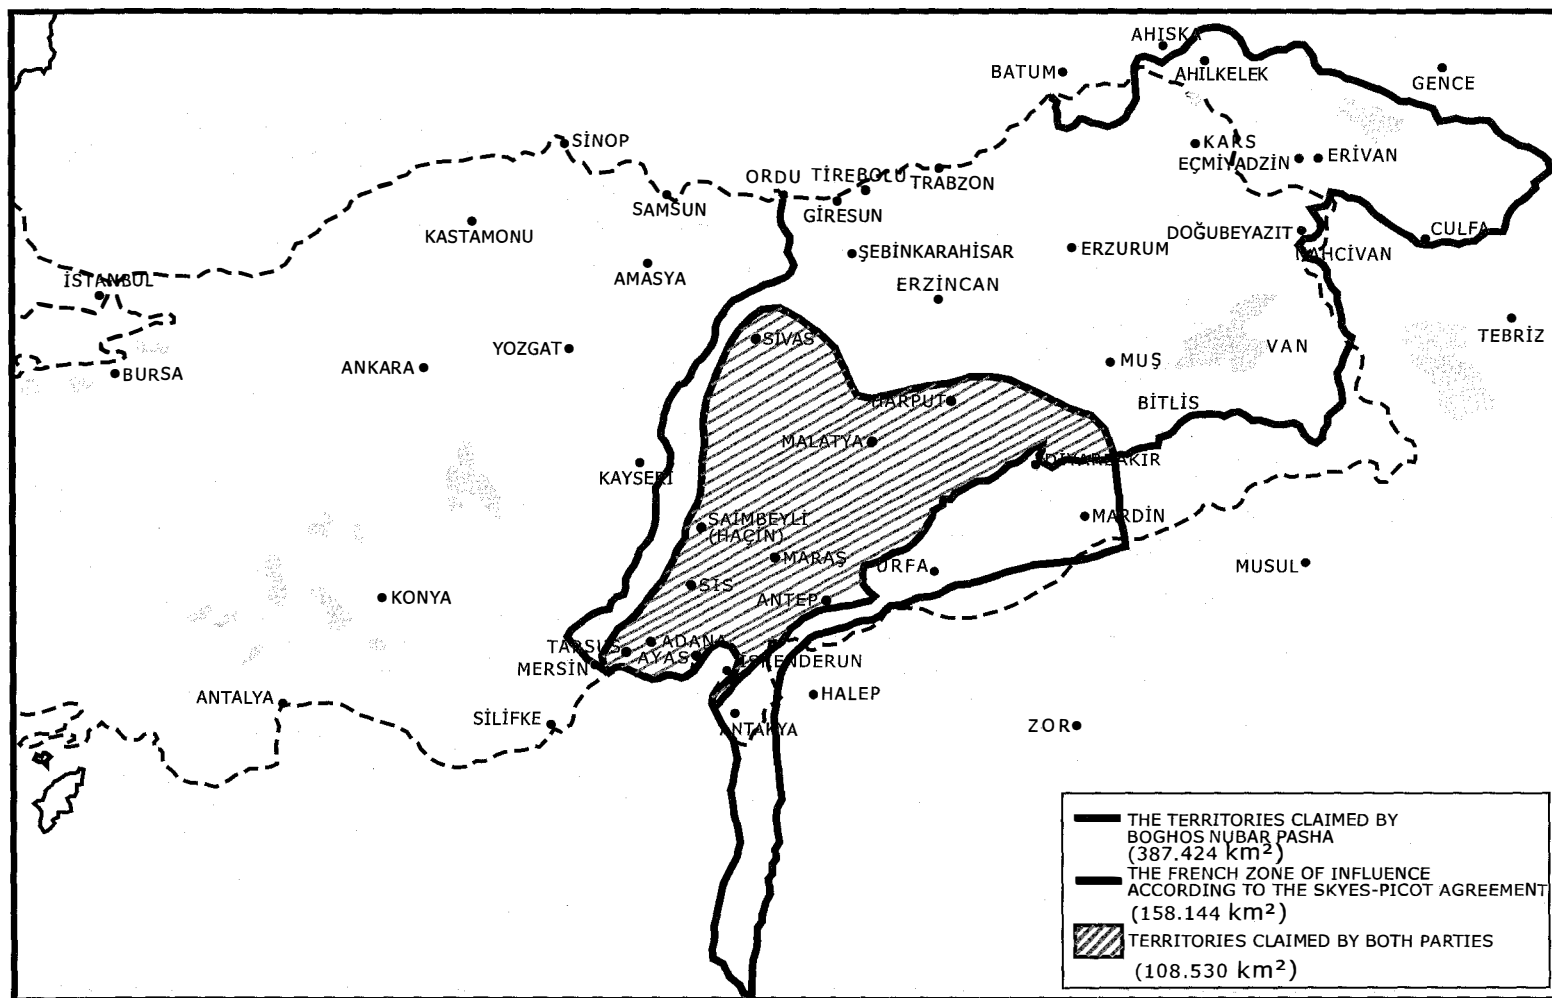 AHISKA
BATUM
AHILKELEK
GENCE
SİNOP
KARS
EÇMİYADZİN
ERİVAN
ORDU
TİREBOLU
TRABZON
SAMSUN
GİRESUN
KASTAMONU
DOĞUBEYAZIT
CULFA
ŞEBİNKARAHİSAR
ERZURUM
NAHCİVAN
İSTANBUL
AMASYA
ERZİNCAN
TEBRİZ
SİVAS
YOZGAT
VAN
ANKARA
MUŞ
BURSA
HARPUT
BİTLİS
MALATYA
DİYARBAKIR
KAYSERİ
MARDİN
SAİMBEYLİ
(HAÇİN)
MARAŞ
URFA
MUSUL
SİS
KONYA
ANTEP
TARSUS
ADANA
AYAS
MERSİN
İSKENDERUN
ANTALYA
HALEP
SİLİFKE
ANTAKYA
ZOR
THE TERRITORIES CLAIMED BY
BOGHOS NUBAR PASHA
(387.424 km²)
THE FRENCH ZONE OF INFLUENCE
ACCORDING TO THE SKYES-PICOT AGREEMENT
(158.144 km²)
TERRITORIES CLAIMED BY BOTH PARTIES
(108.530 km²)